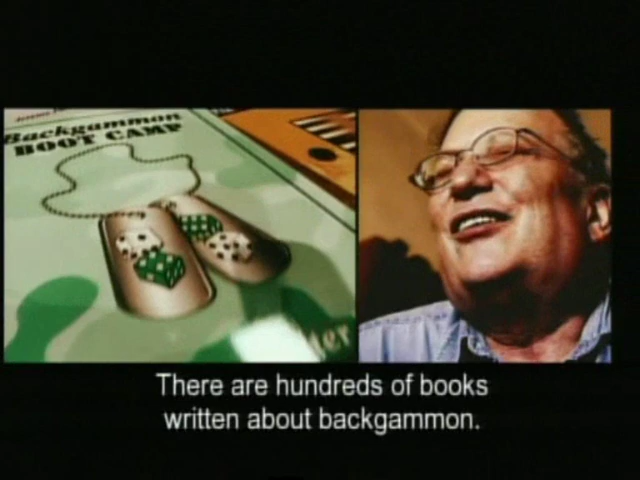 Backgammon
BOOT CAMP
There are hundreds of books
written about backgammon.